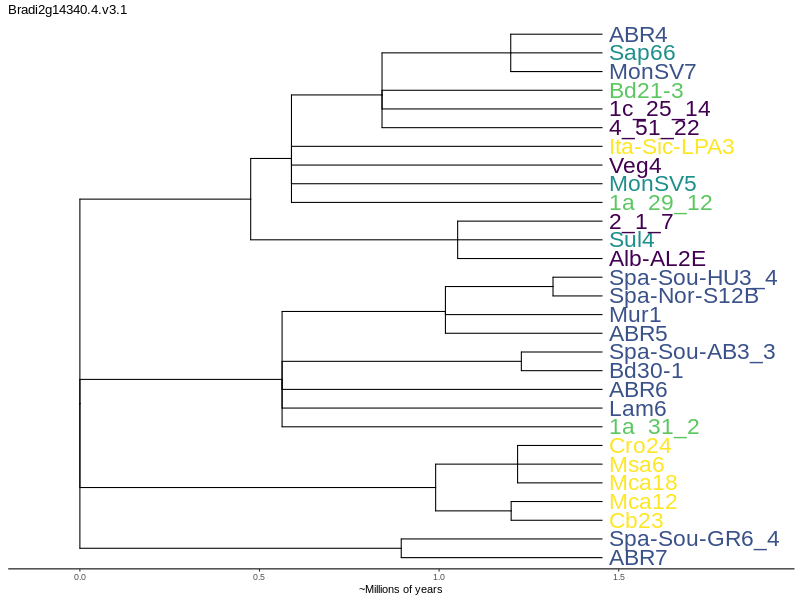 Bradi2g14340.4.v3.1
ABR4
Sap66
MonSV7
Bd21-3
1c_25_14
4_51_22
Ita-Sic-LPA3
Veg4
MonSV5
1a_29_12
2_1_7
Sul4
Alb-AL2E
Spa-Sou-HU3_4
Spa-Nor-S12B
Mur1
ABR5
Spa-Sou-AB3_3
Bd30-1
ABR6
Lam6
1a_31_2
Cro24
Msa6
Mca18
Mca12
Cb23
Spa-Sou-GR6_4
ABR7
0.0 0.5 1.0 1.5
~Millions of years